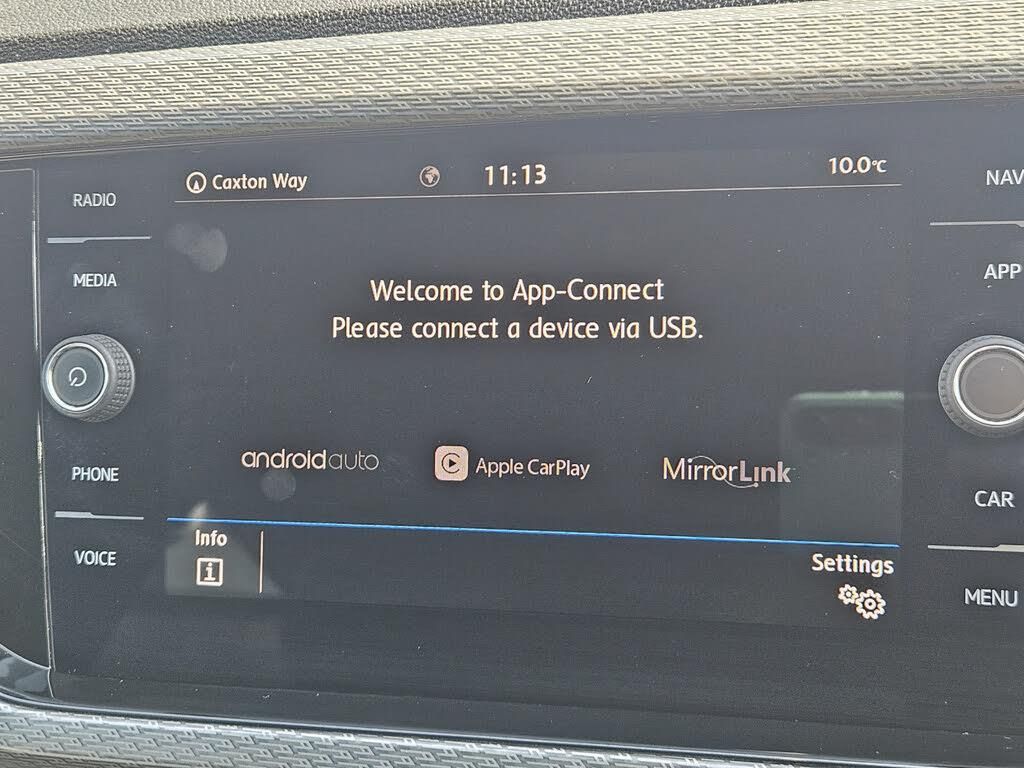 Caxton Way 11:13 10.0°C
RADIO
MEDIA
PHONE
VOICE
Welcome to App-Connect
Please connect a device via USB.
androidauto Apple CarPlay MirrorLink
Info
Settings
NAV
APP
CAR
MENU